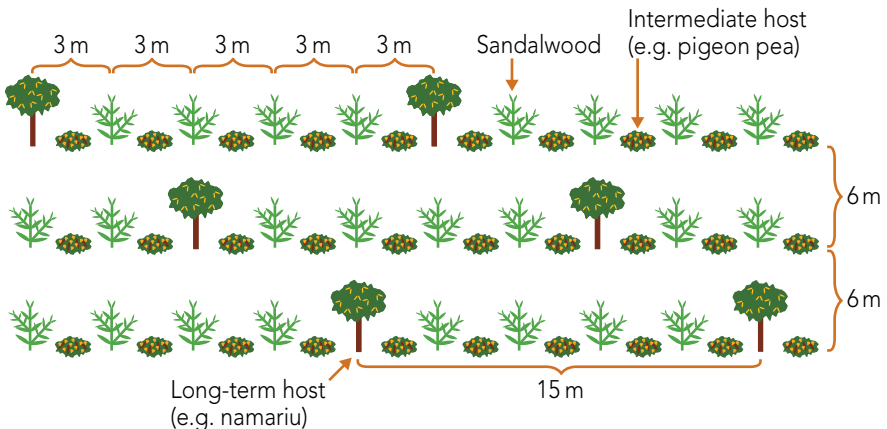 3 m
3 m
3 m
3 m
3 m
Sandalwood
Intermediate host
(e.g. pigeon pea)
6 m
6 m
Long-term host
(e.g. namariu)
15 m